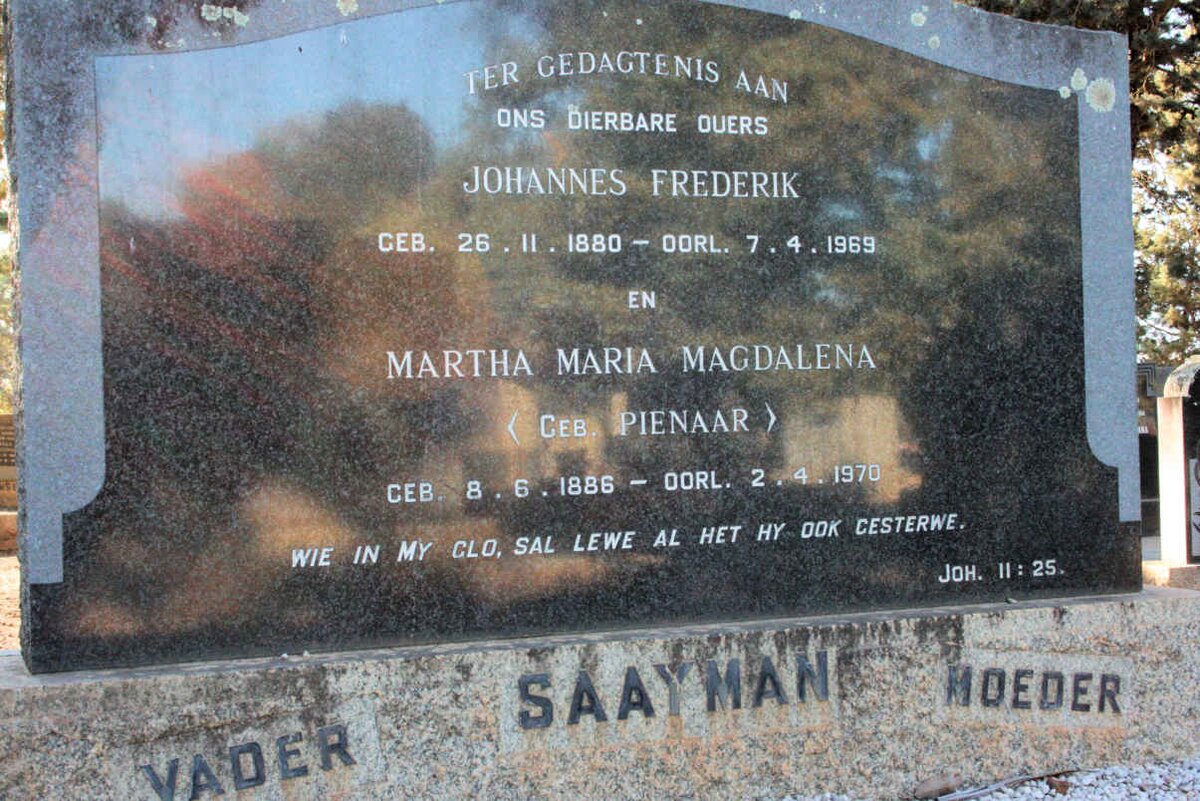 TER GEDAGTENIS AAN
ONS DIERBARE OUERS
JOHANNES FREDERIK
GEB. 26.11.1880 – OORL. 7.4.1969
EN
MARTHA MARIA MAGDALENA
(GEB. PIENAAR)
GEB. 8.6.1886 – OORL. 2.4.1970
WIE IN MY GLO, SAL LEWE AL HET HY OOK GESTERWE.
JOH. 11:25.
VADER SAAYMAN MOEDER